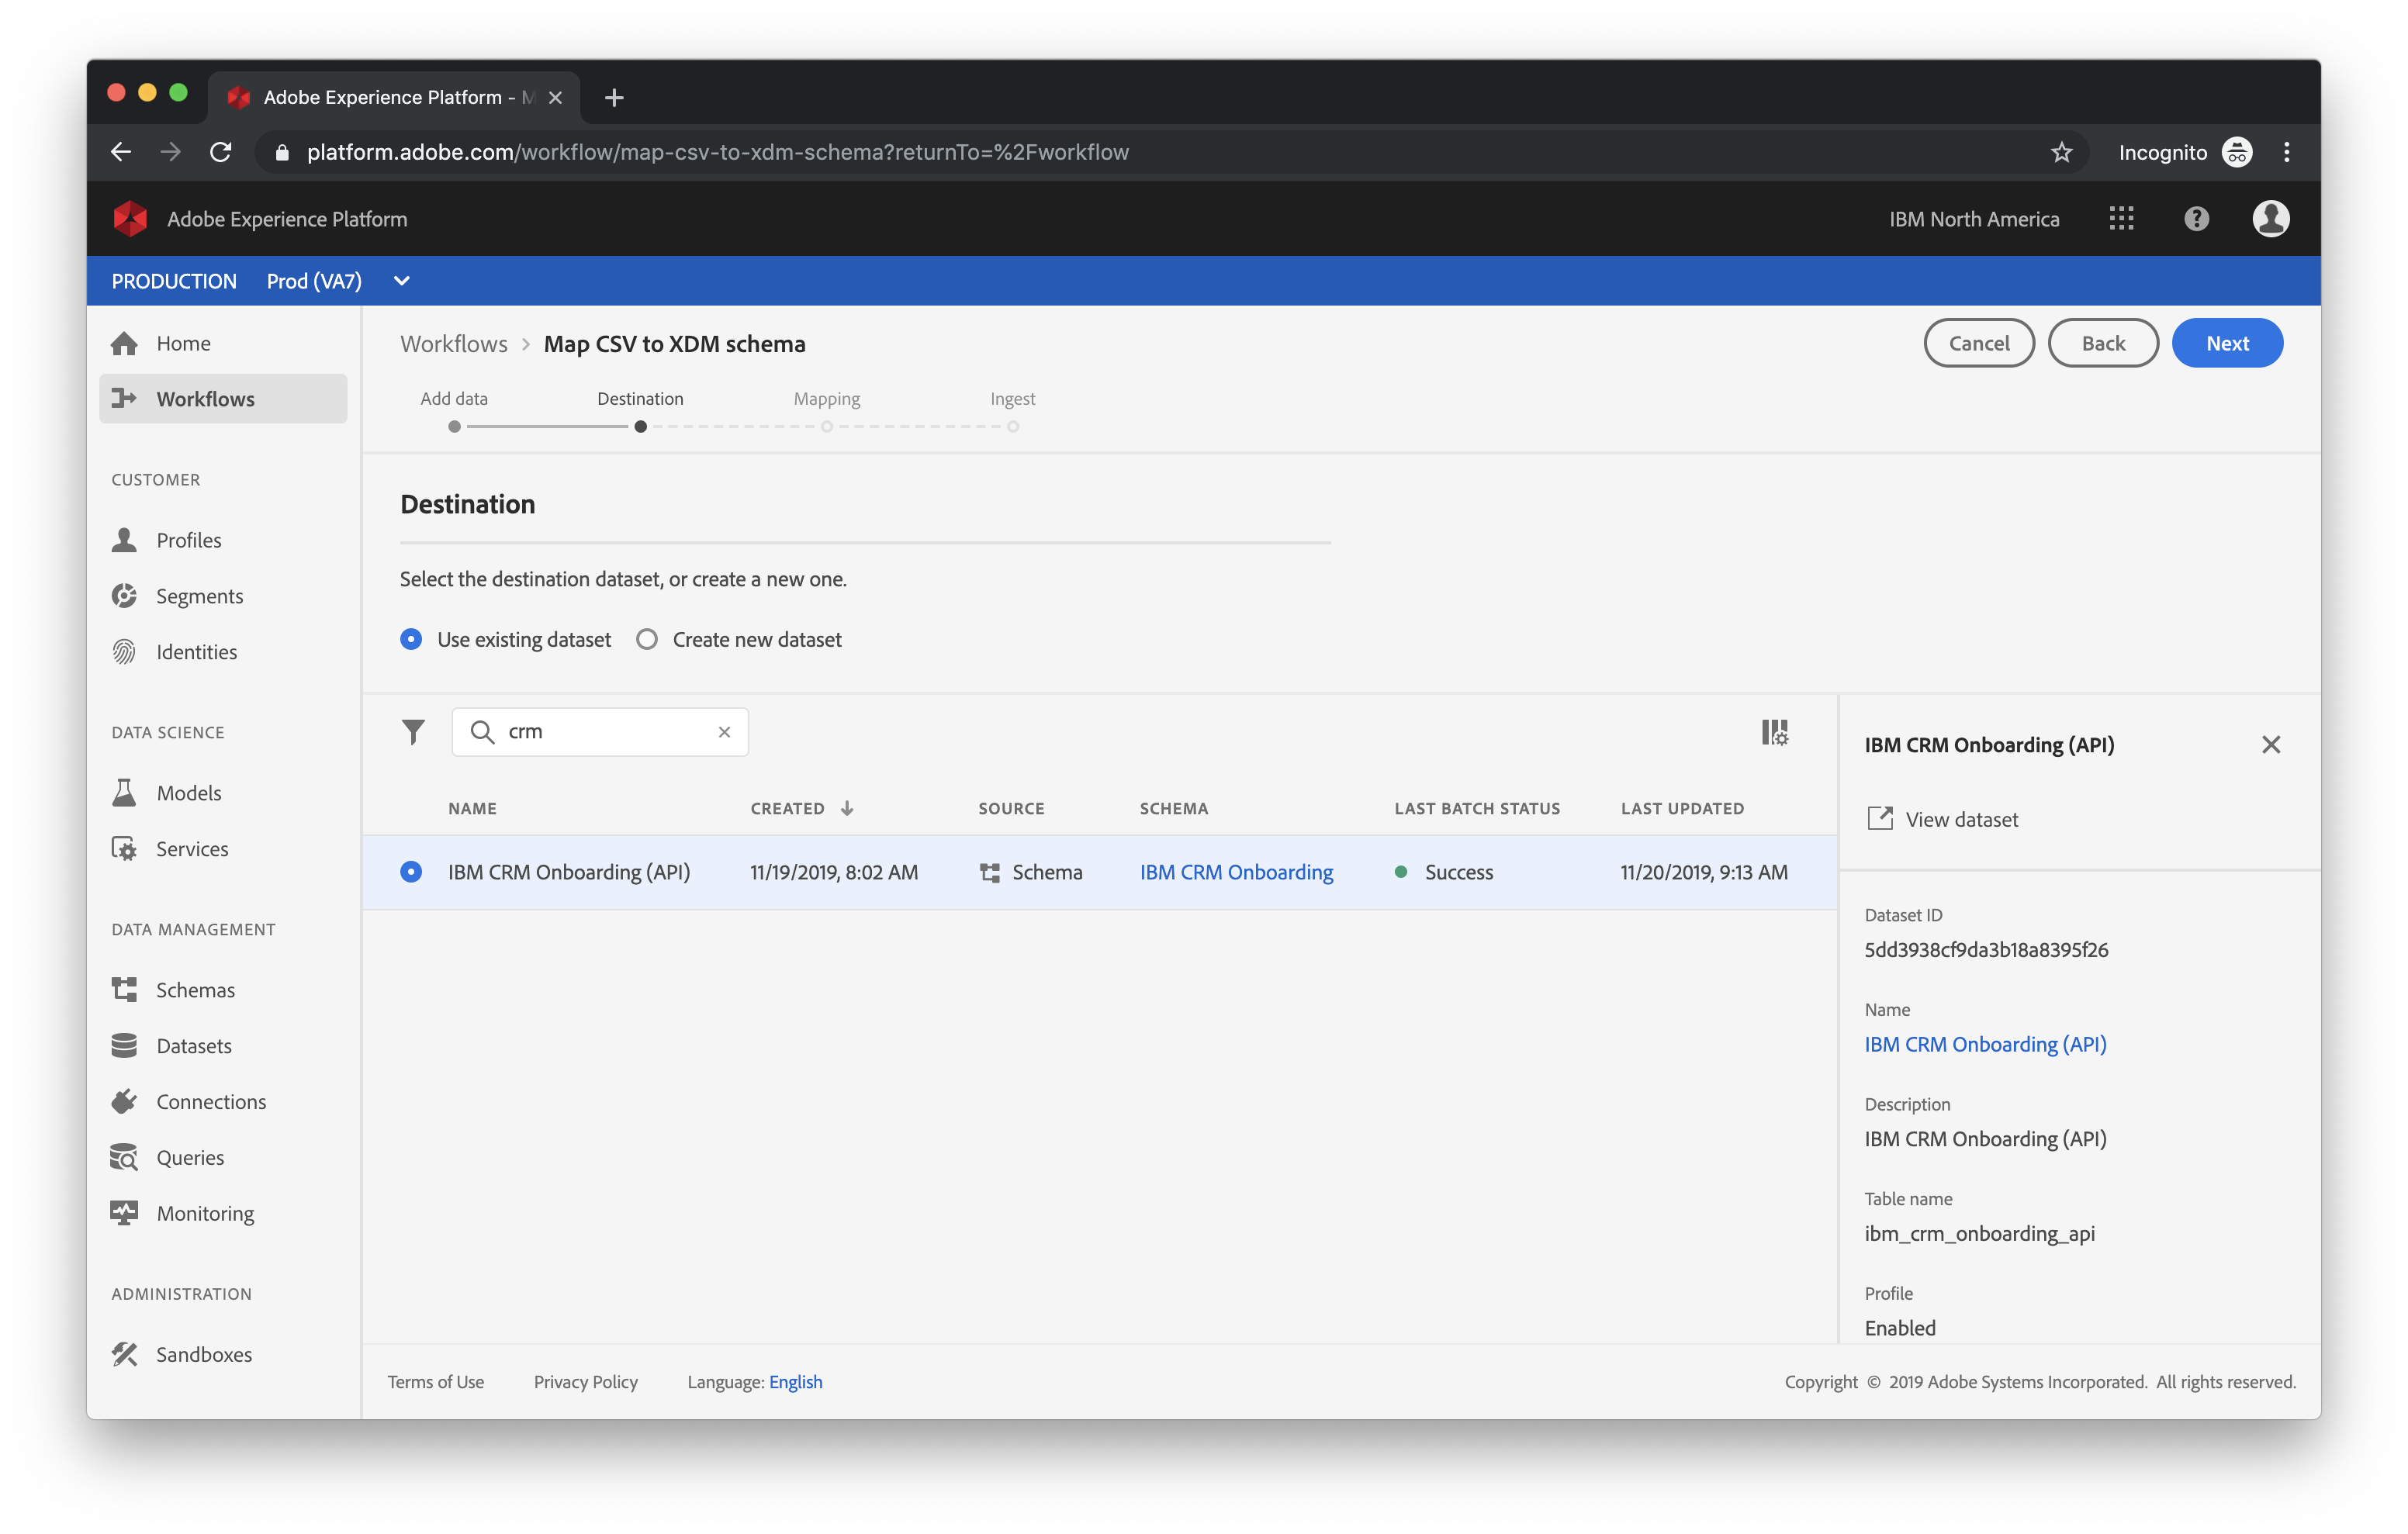 Adobe Experience Platform - M
platform.adobe.com/workflow/map-csv-to-xdm-schema?returnTo=%2Fworkflow
Incognito
Adobe Experience Platform
IBM North America
PRODUCTION Prod (VA7)
Home
Workflows
CUSTOMER
Profiles
Segments
Identities
DATA SCIENCE
Models
Services
DATA MANAGEMENT
Schemas
Datasets
Connections
Queries
Monitoring
ADMINISTRATION
Sandboxes
Workflows > Map CSV to XDM schema
Cancel Back Next
Add data Destination Mapping Ingest
Destination
Select the destination dataset, or create a new one.
Use existing dataset Create new dataset
crm
NAME CREATED SOURCE SCHEMA LAST BATCH STATUS LAST UPDATED
IBM CRM Onboarding (API) 11/19/2019, 8:02 AM Schema IBM CRM Onboarding Success 11/20/2019, 9:13 AM
IBM CRM Onboarding (API)
View dataset
Dataset ID
5dd3938cf9da3b18a8395f26
Name
IBM CRM Onboarding (API)
Description
IBM CRM Onboarding (API)
Table name
ibm_crm_onboarding_api
Profile
Enabled
Terms of Use Privacy Policy Language: English
Copyright © 2019 Adobe Systems Incorporated. All rights reserved.